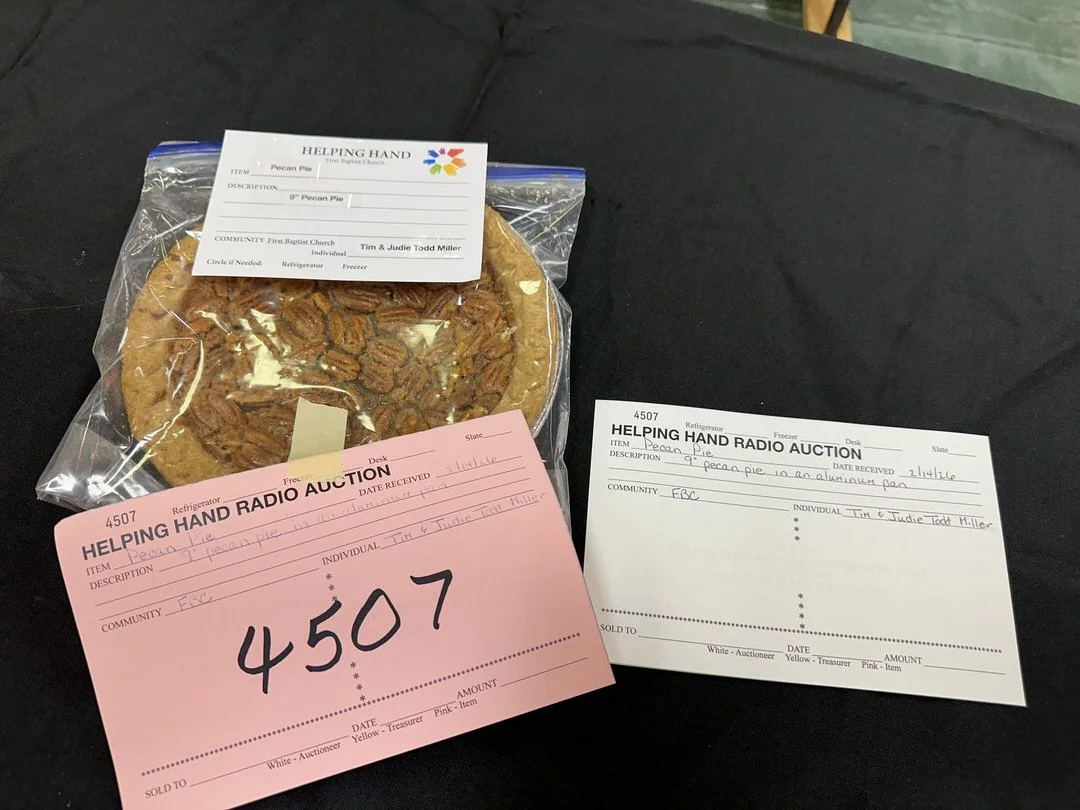 HELPING HAND
First Baptist Church
ITEM Pecan Pie
DESCRIPTION
9" Pecan Pie
COMMUNITY First Baptist Church
Individual Tim & Judie Todd Miller
Circle if Needed: Refrigerator Freezer
4507
Refrigerator Freezer Desk Slate
HELPING HAND RADIO AUCTION
ITEM Pecan Pie DATE RECEIVED 2/14/26
DESCRIPTION 9" pecan pie in an aluminum pan
COMMUNITY FBC INDIVIDUAL Tim & Judie Todd Miller
4507
SOLD TO DATE AMOUNT
White - Auctioneer Yellow - Treasurer Pink - Item
4507
Refrigerator Freezer Desk Slate
HELPING HAND RADIO AUCTION
ITEM Pecan Pie DATE RECEIVED 2/14/26
DESCRIPTION 9" pecan pie in an aluminum pan
COMMUNITY FBC INDIVIDUAL Tim & Judie Todd Miller
SOLD TO DATE AMOUNT
White - Auctioneer Yellow - Treasurer Pink - Item